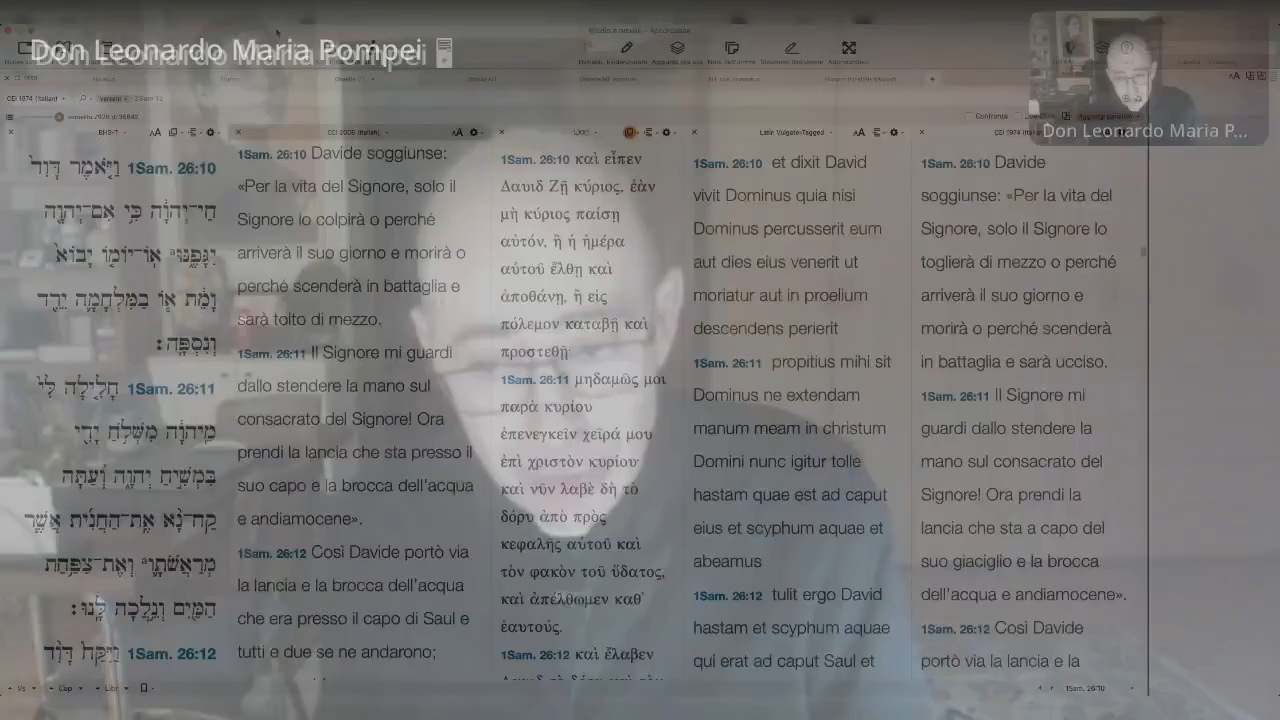 Don Leonardo Maria Pompei
Don Leonardo Maria P...
CEI 1974 (Italian)
BHS-T
CEI 2008 (Italian)
LXX1
Latin Vulgate-Tagged
1Sam. 26:10 וַיֹּאמֶר דָּוִד
חַי־יְהוָה כִּי אִם־יְהוָה
יִגָּפֶנּוּ אוֹ־יוֹמוֹ יָבוֹא
וָמֵת אוֹ בַמִּלְחָמָה יֵרֵד
וְנִסְפָּה׃
1Sam. 26:11 חָלִילָה לִּי
מֵיהוָה מִשְּׁלֹחַ יָדִי
בִּמְשִׁיחַ יְהוָה וְעַתָּה
קַח־נָא אֶת־הַחֲנִית אֲשֶׁר
מְרַאֲשֹׁתָיו וְאֶת־צַפַּחַת
הַמַּיִם וְנֵלֲכָה לָּנוּ׃
1Sam. 26:12 וַיִּקַּח דָּוִד
1Sam. 26:10 Davide soggiunse:
«Per la vita del Signore, solo il
Signore lo colpirà o perché
arriverà il suo giorno e morirà o
perché scenderà in battaglia e
sarà tolto di mezzo.
1Sam. 26:11 Il Signore mi guardi
dallo stendere la mano sul
consacrato del Signore! Ora
prendi la lancia che sta presso il
suo capo e la brocca dell'acqua
e andiamocene».
1Sam. 26:12 Così Davide portò via
la lancia e la brocca dell'acqua
che era presso il capo di Saul e
tutti e due se ne andarono;
1Sam. 26:10 καὶ εἶπεν
Δαυιδ Ζῇ κύριος, ἐὰν
μὴ κύριος παίσῃ
αὐτόν, ἢ ἡ ἡμέρα
αὐτοῦ ἔλθῃ καὶ
ἀποθάνῃ, ἢ εἰς
πόλεμον καταβῇ καὶ
προστεθῇ·
1Sam. 26:11 μηδαμῶς μοι
παρὰ κυρίου
ἐπενεγκεῖν χεῖρά μου
ἐπὶ χριστὸν κυρίου·
καὶ νῦν λαβὲ δὴ τὸ
δόρυ ἀπὸ πρὸς
κεφαλῆς αὐτοῦ καὶ
τὸν φακὸν τοῦ ὕδατος,
καὶ ἀπέλθωμεν καθ'
ἑαυτούς.
1Sam. 26:12 καὶ ἔλαβεν
1Sam. 26:10 et dixit David
vivit Dominus quia nisi
Dominus percusserit eum
aut dies eius venerit ut
moriatur aut in proelium
descendens perierit
1Sam. 26:11 propitius mihi sit
Dominus ne extendam
manum meam in christum
Domini nunc igitur tolle
hastam quae est ad caput
eius et scyphum aquae et
abeamus
1Sam. 26:12 tulit ergo David
hastam et scyphum aquae
qui erat ad caput Saul et
1Sam. 26:10 Davide
soggiunse: «Per la vita del
Signore, solo il Signore lo
toglierà di mezzo o perché
arriverà il suo giorno e
morirà o perché scenderà
in battaglia e sarà ucciso.
1Sam. 26:11 Il Signore mi
guardi dallo stendere la
mano sul consacrato del
Signore! Ora prendi la
lancia che sta a capo del
suo giaciglio e la brocca
dell'acqua e andiamocene».
1Sam. 26:12 Così Davide
portò via la lancia e la
Vs
Cap
Libr
1Sam. 26:10